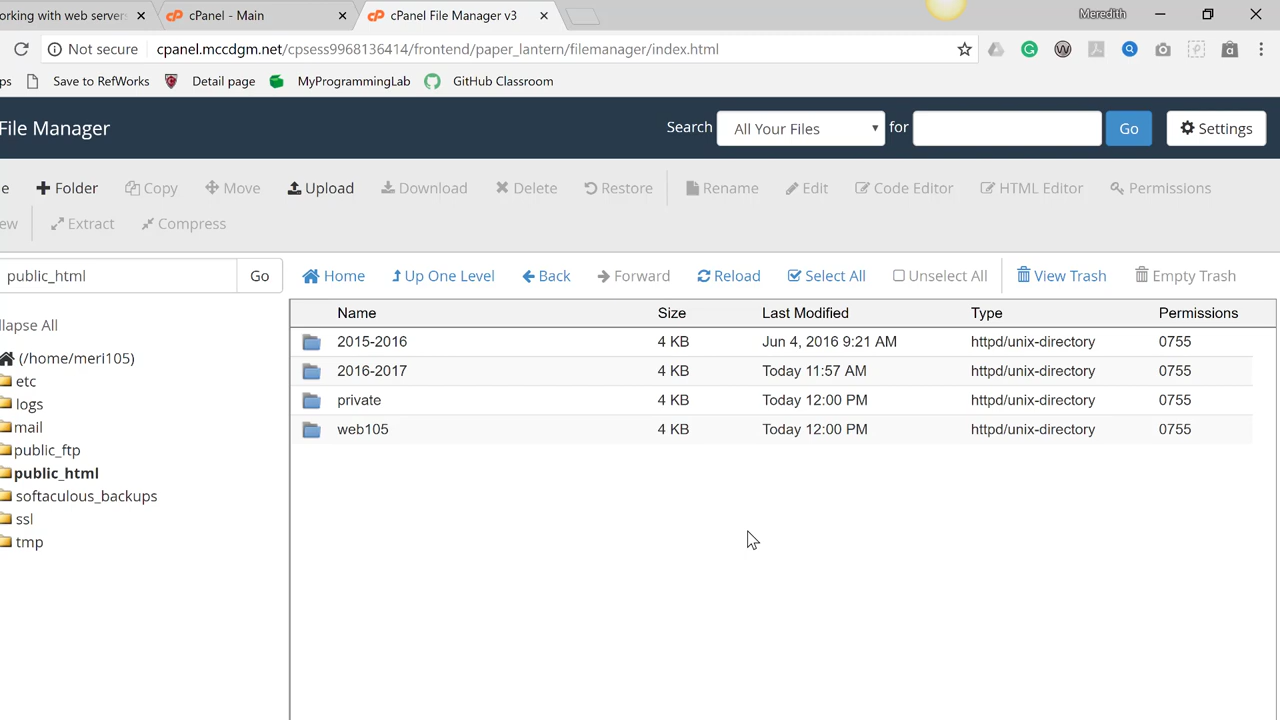 orking with web servers
cPanel - Main
cPanel File Manager v3
Meredith
Not secure cpanel.mccdgm.net/cpsess9968136414/frontend/paper_lantern/filemanager/index.html
ps Save to RefWorks Detail page MyProgrammingLab GitHub Classroom
File Manager Search All Your Files for Go Settings
e Folder Copy Move Upload Download Delete Restore Rename Edit Code Editor HTML Editor Permissions
ew Extract Compress
public_html Go Home Up One Level Back Forward Reload Select All Unselect All View Trash Empty Trash
llapse All
(/home/meri105)
etc
logs
mail
public_ftp
public_html
softaculous_backups
ssl
tmp
Name Size Last Modified Type Permissions
2015-2016 4 KB Jun 4, 2016 9:21 AM httpd/unix-directory 0755
2016-2017 4 KB Today 11:57 AM httpd/unix-directory 0755
private 4 KB Today 12:00 PM httpd/unix-directory 0755
web105 4 KB Today 12:00 PM httpd/unix-directory 0755